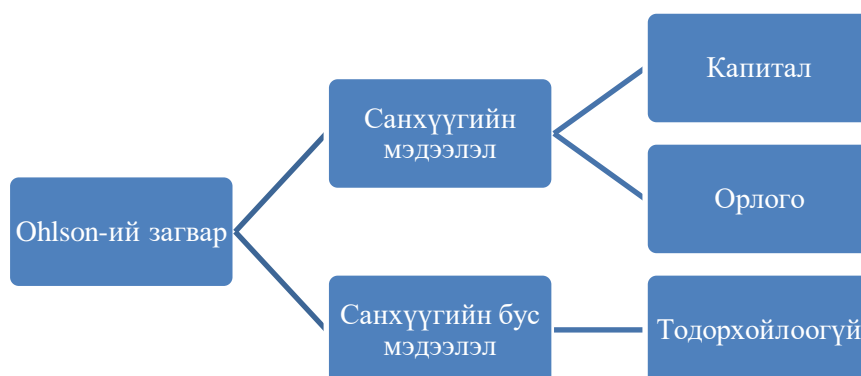 Ohlson-ий загвар
Санхүүгийн
мэдээлэл
Капитал
Орлого
Санхүүгийн бус
мэдээлэл
Тодорхойлоогүй